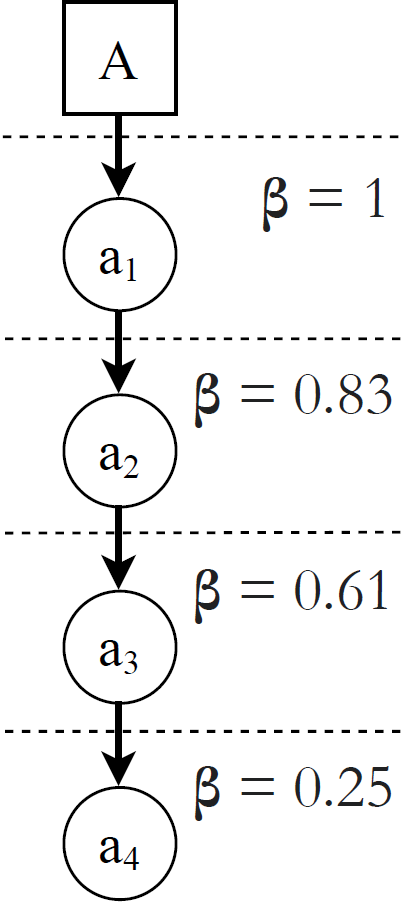 A
β = 1
a₁
β = 0.83
a₂
β = 0.61
a₃
β = 0.25
a₄